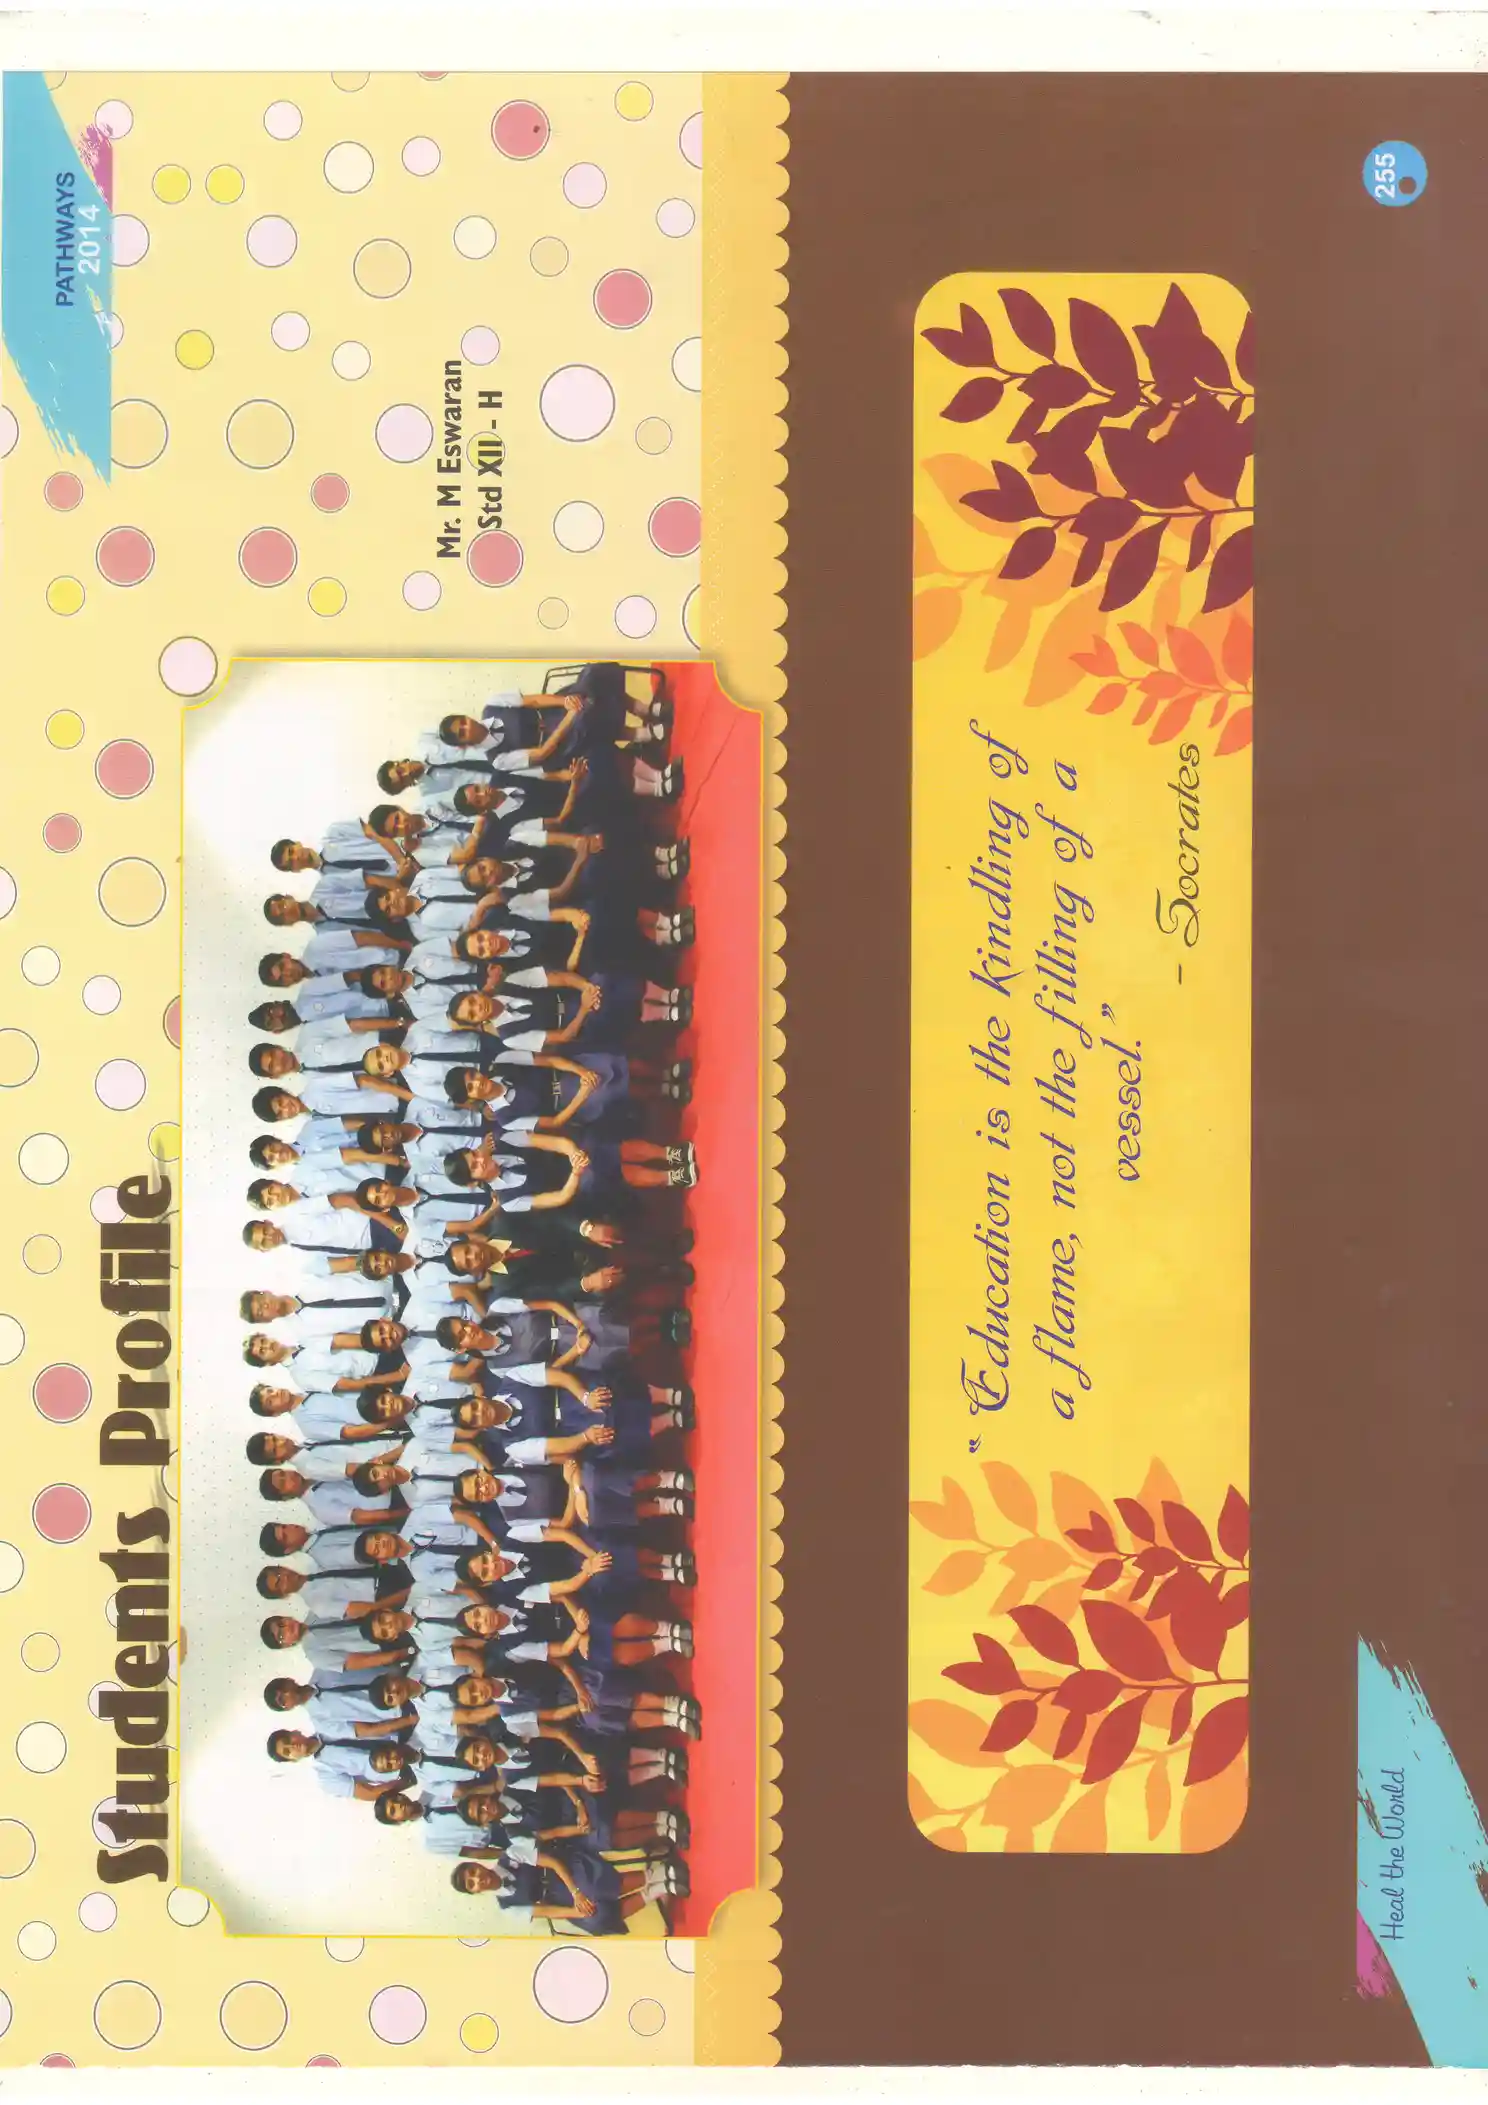 PATHWAYS
2014
Students Profile
Mr. M Eswaran
Std XII - H
“ Education is the kindling of
a flame, not the filling of a
vessel.”
- Socrates
Heal the World
255